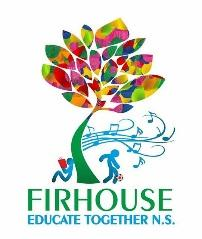 FIRHOUSE
EDUCATE TOGETHER N.S.